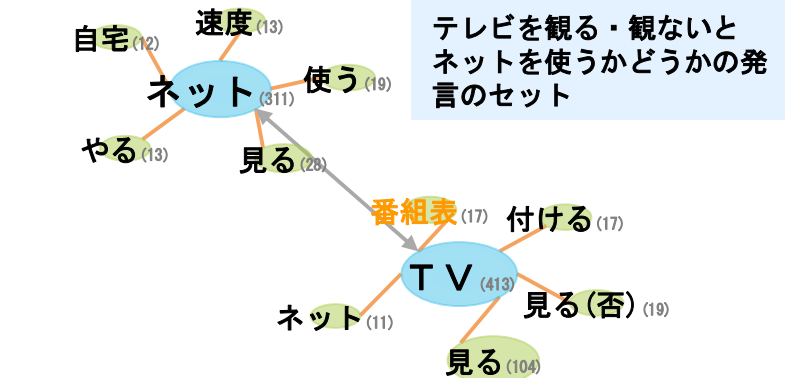 自宅(12)
速度(13)
ネット(311)
使う(19)
やる(13)
見る(28)
テレビを観る・観ないと
ネットを使うかどうかの発
言のセット
番組表(17)
付ける(17)
ＴＶ(413)
ネット(11)
見る(否)(19)
見る(104)